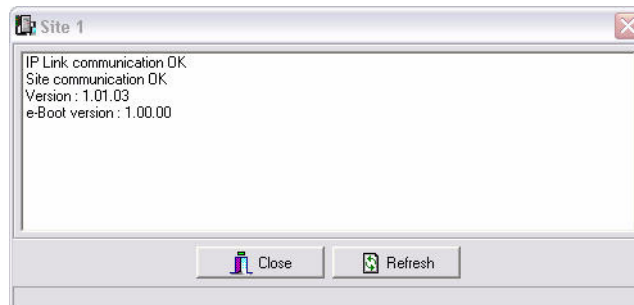 Site 1
IP Link communication OK
Site communication OK
Version : 1.01.03
e-Boot version : 1.00.00
Close
Refresh